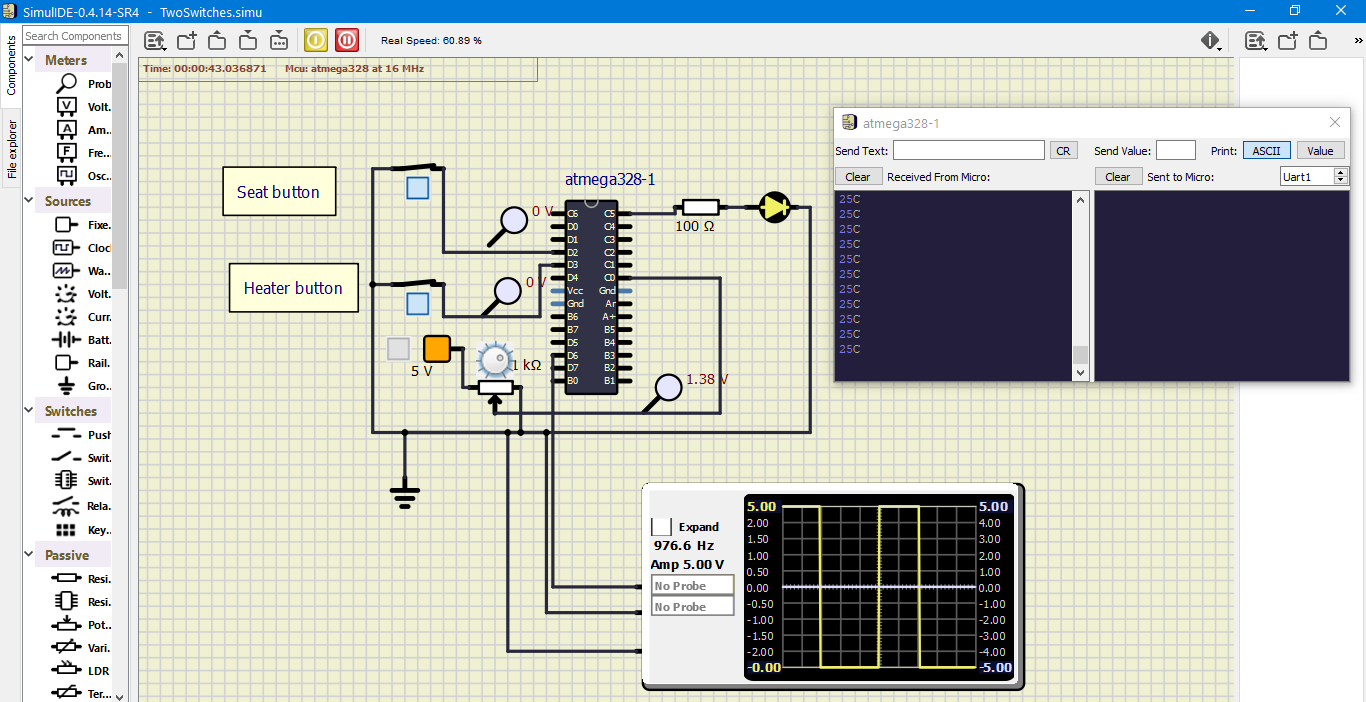 SimulIDE-0.4.14-SR4 - TwoSwitches.simu
Components
File explorer
Search Components
Real Speed: 60.89 %
»
Meters
Prob
Volt.
Am..
Fre...
Osc..
Sources
Fixe.
Cloc
Wa...
Volt.
Curr.
Batt.
Rail.
Gro..
Switches
Push
Swit.
Swit.
Rela.
Key..
Passive
Resi.
Resi.
Pot..
Vari.
LDR
Ter...
Time: 00:00:43.036871 Mcu: atmega328 at 16 MHz
Seat button
Heater button
0 V
0 V
5 V
1 kΩ
1.38 V
100 Ω
atmega328-1
C6 C5
D0 C4
D1 C3
D2 C2
D3 C1
D4 C0
Vcc Gnd
Gnd Ar
B6 A+
B7 B5
D5 B4
D6 B3
D7 B2
B0 B1
atmega328-1
Send Text: CR Send Value: Print: ASCII Value
Clear Received From Micro: Clear Sent to Micro: Uart1
25C
25C
25C
25C
25C
25C
25C
25C
25C
25C
25C
Expand
976.6 Hz
Amp 5.00 V
No Probe
No Probe
5.00 5.00
2.00 4.00
1.50 3.00
1.00 2.00
0.50 1.00
0.00 0.00
-0.50 -1.00
-1.00 -2.00
-1.50 -3.00
-2.00 -4.00
-0.00 -5.00